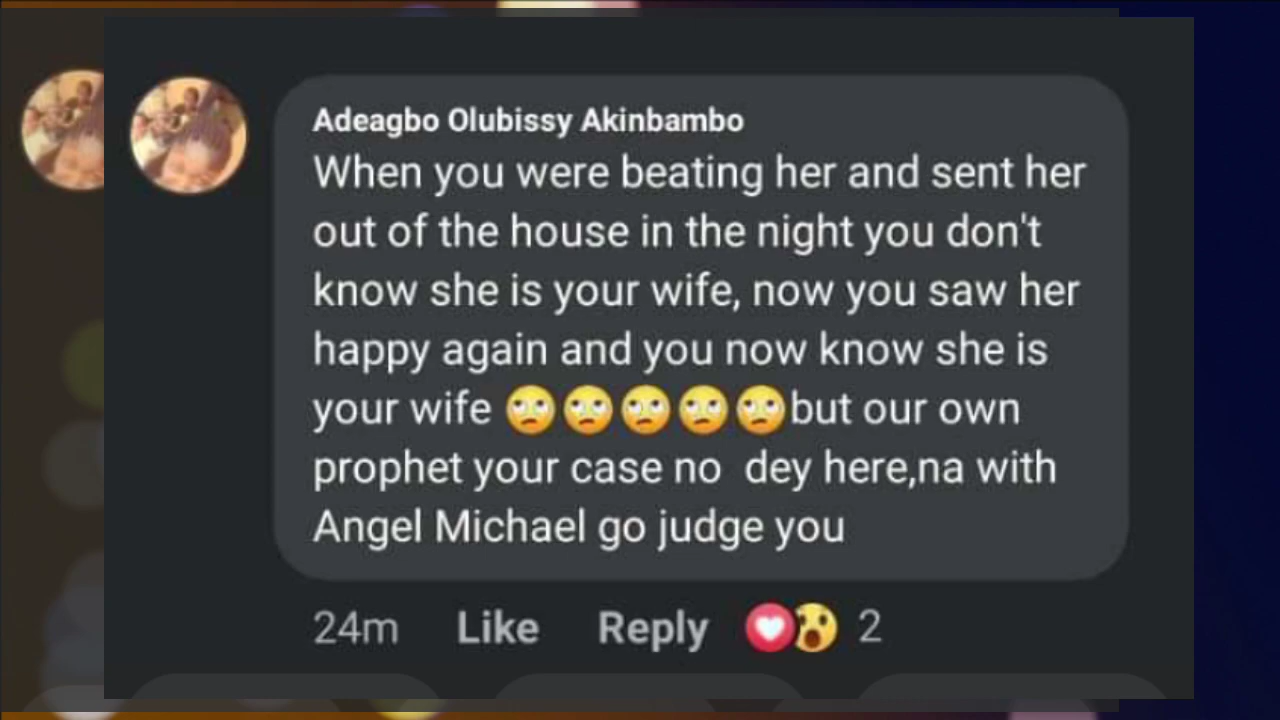 Adeagbo Olubissy Akinbambo
When you were beating her and sent her
out of the house in the night you don't
know she is your wife, now you saw her
happy again and you now know she is
your wife 🙄🙄🙄🙄🙄but our own
prophet your case no  dey here,na with
Angel Michael go judge you
24m Like Reply ❤️😮 2